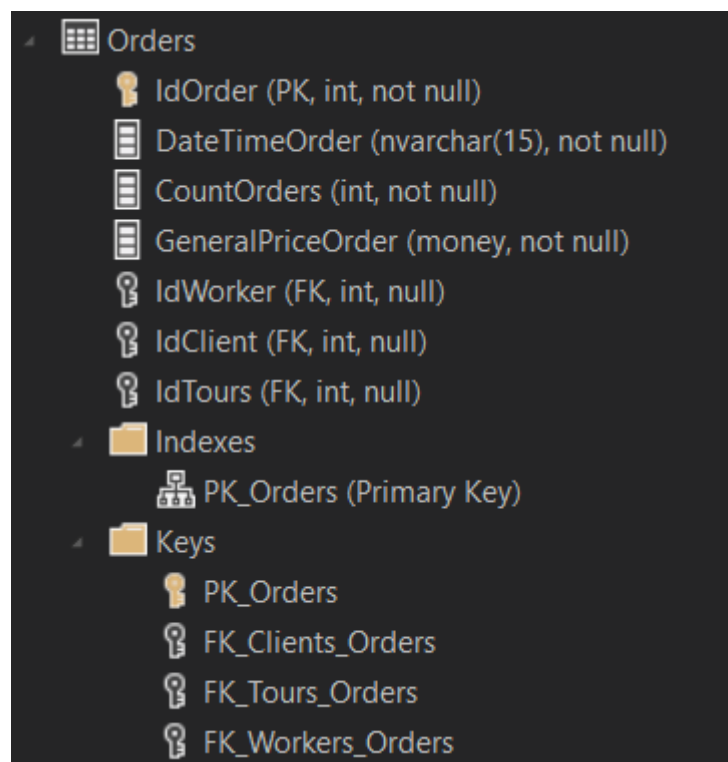 Orders
IdOrder (PK, int, not null)
DateTimeOrder (nvarchar(15), not null)
CountOrders (int, not null)
GeneralPriceOrder (money, not null)
IdWorker (FK, int, null)
IdClient (FK, int, null)
IdTours (FK, int, null)
Indexes
PK_Orders (Primary Key)
Keys
PK_Orders
FK_Clients_Orders
FK_Tours_Orders
FK_Workers_Orders